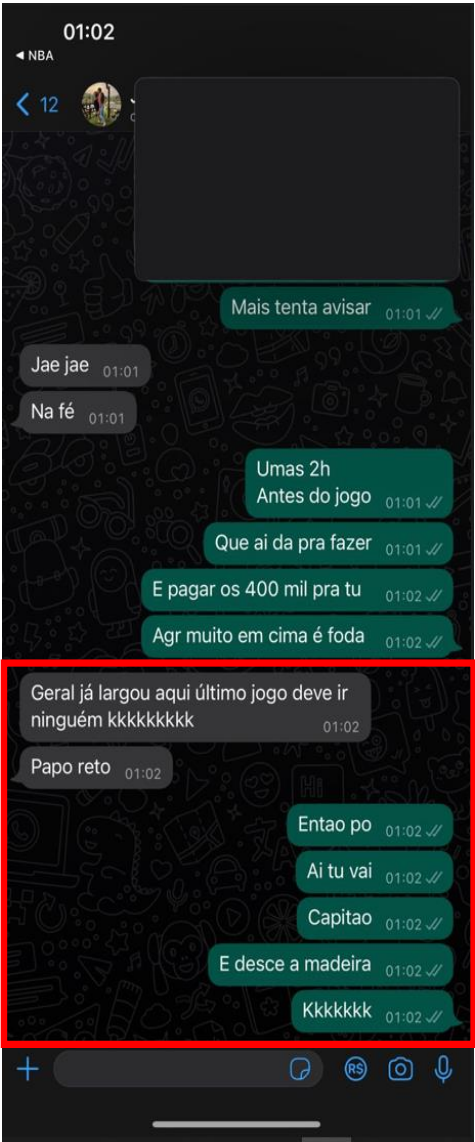 01:02
◀ NBA
12
Mais tenta avisar 01:01
Jae jae 01:01
Na fé 01:01
Umas 2h
Antes do jogo 01:01
Que ai da pra fazer 01:01
E pagar os 400 mil pra tu 01:02
Agr muito em cima é foda 01:02
Geral já largou aqui último jogo deve ir
ninguém kkkkkkkkk 01:02
Papo reto 01:02
Entao po 01:02
Ai tu vai 01:02
Capitao 01:02
E desce a madeira 01:02
Kkkkkkk 01:02
R$